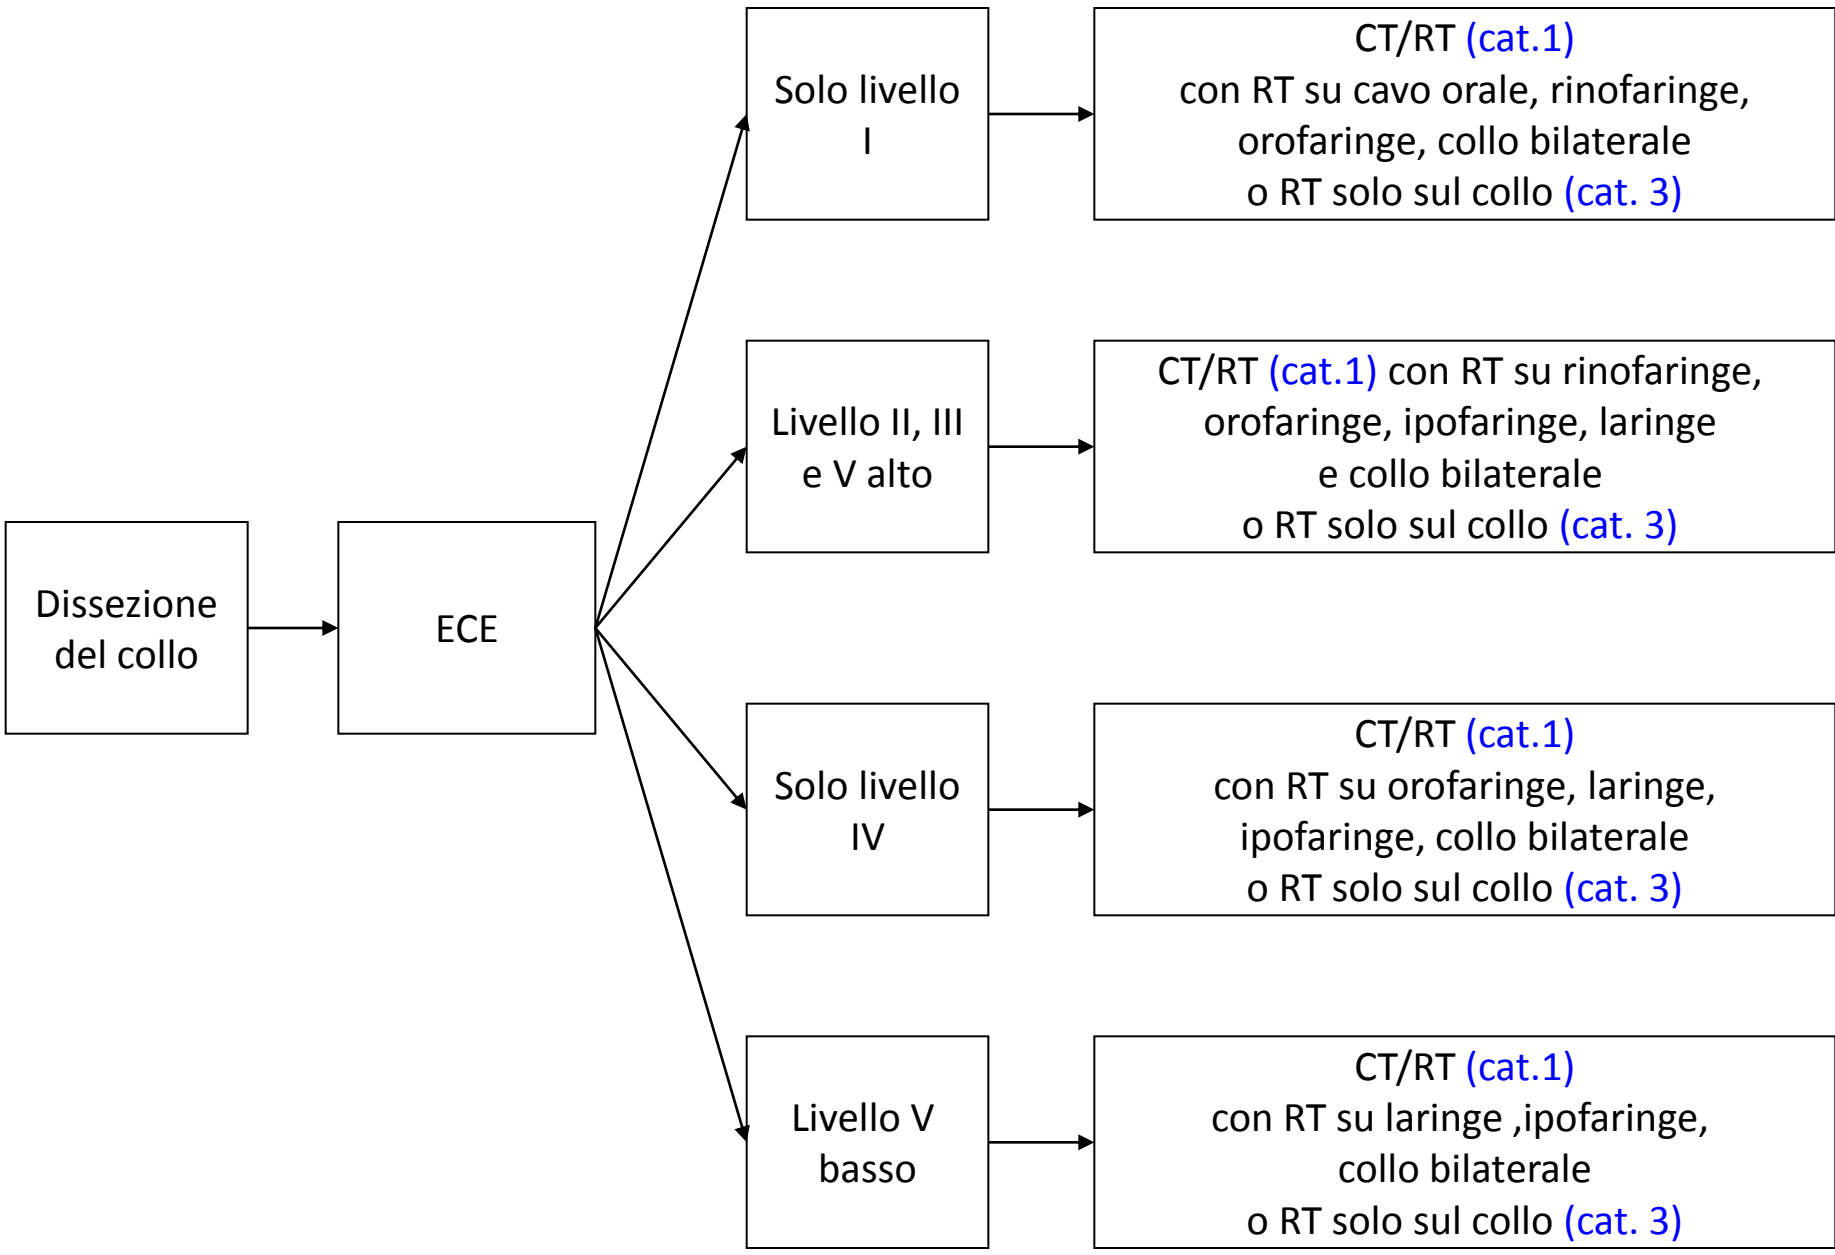 Dissezione
del collo
ECE
Solo livello
I
CT/RT (cat.1)
con RT su cavo orale, rinofaringe,
orofaringe, collo bilaterale
o RT solo sul collo (cat. 3)
Livello II, III
e V alto
CT/RT (cat.1) con RT su rinofaringe,
orofaringe, ipofaringe, laringe
e collo bilaterale
o RT solo sul collo (cat. 3)
Solo livello
IV
CT/RT (cat.1)
con RT su orofaringe, laringe,
ipofaringe, collo bilaterale
o RT solo sul collo (cat. 3)
Livello V
basso
CT/RT (cat.1)
con RT su laringe ,ipofaringe,
collo bilaterale
o RT solo sul collo (cat. 3)